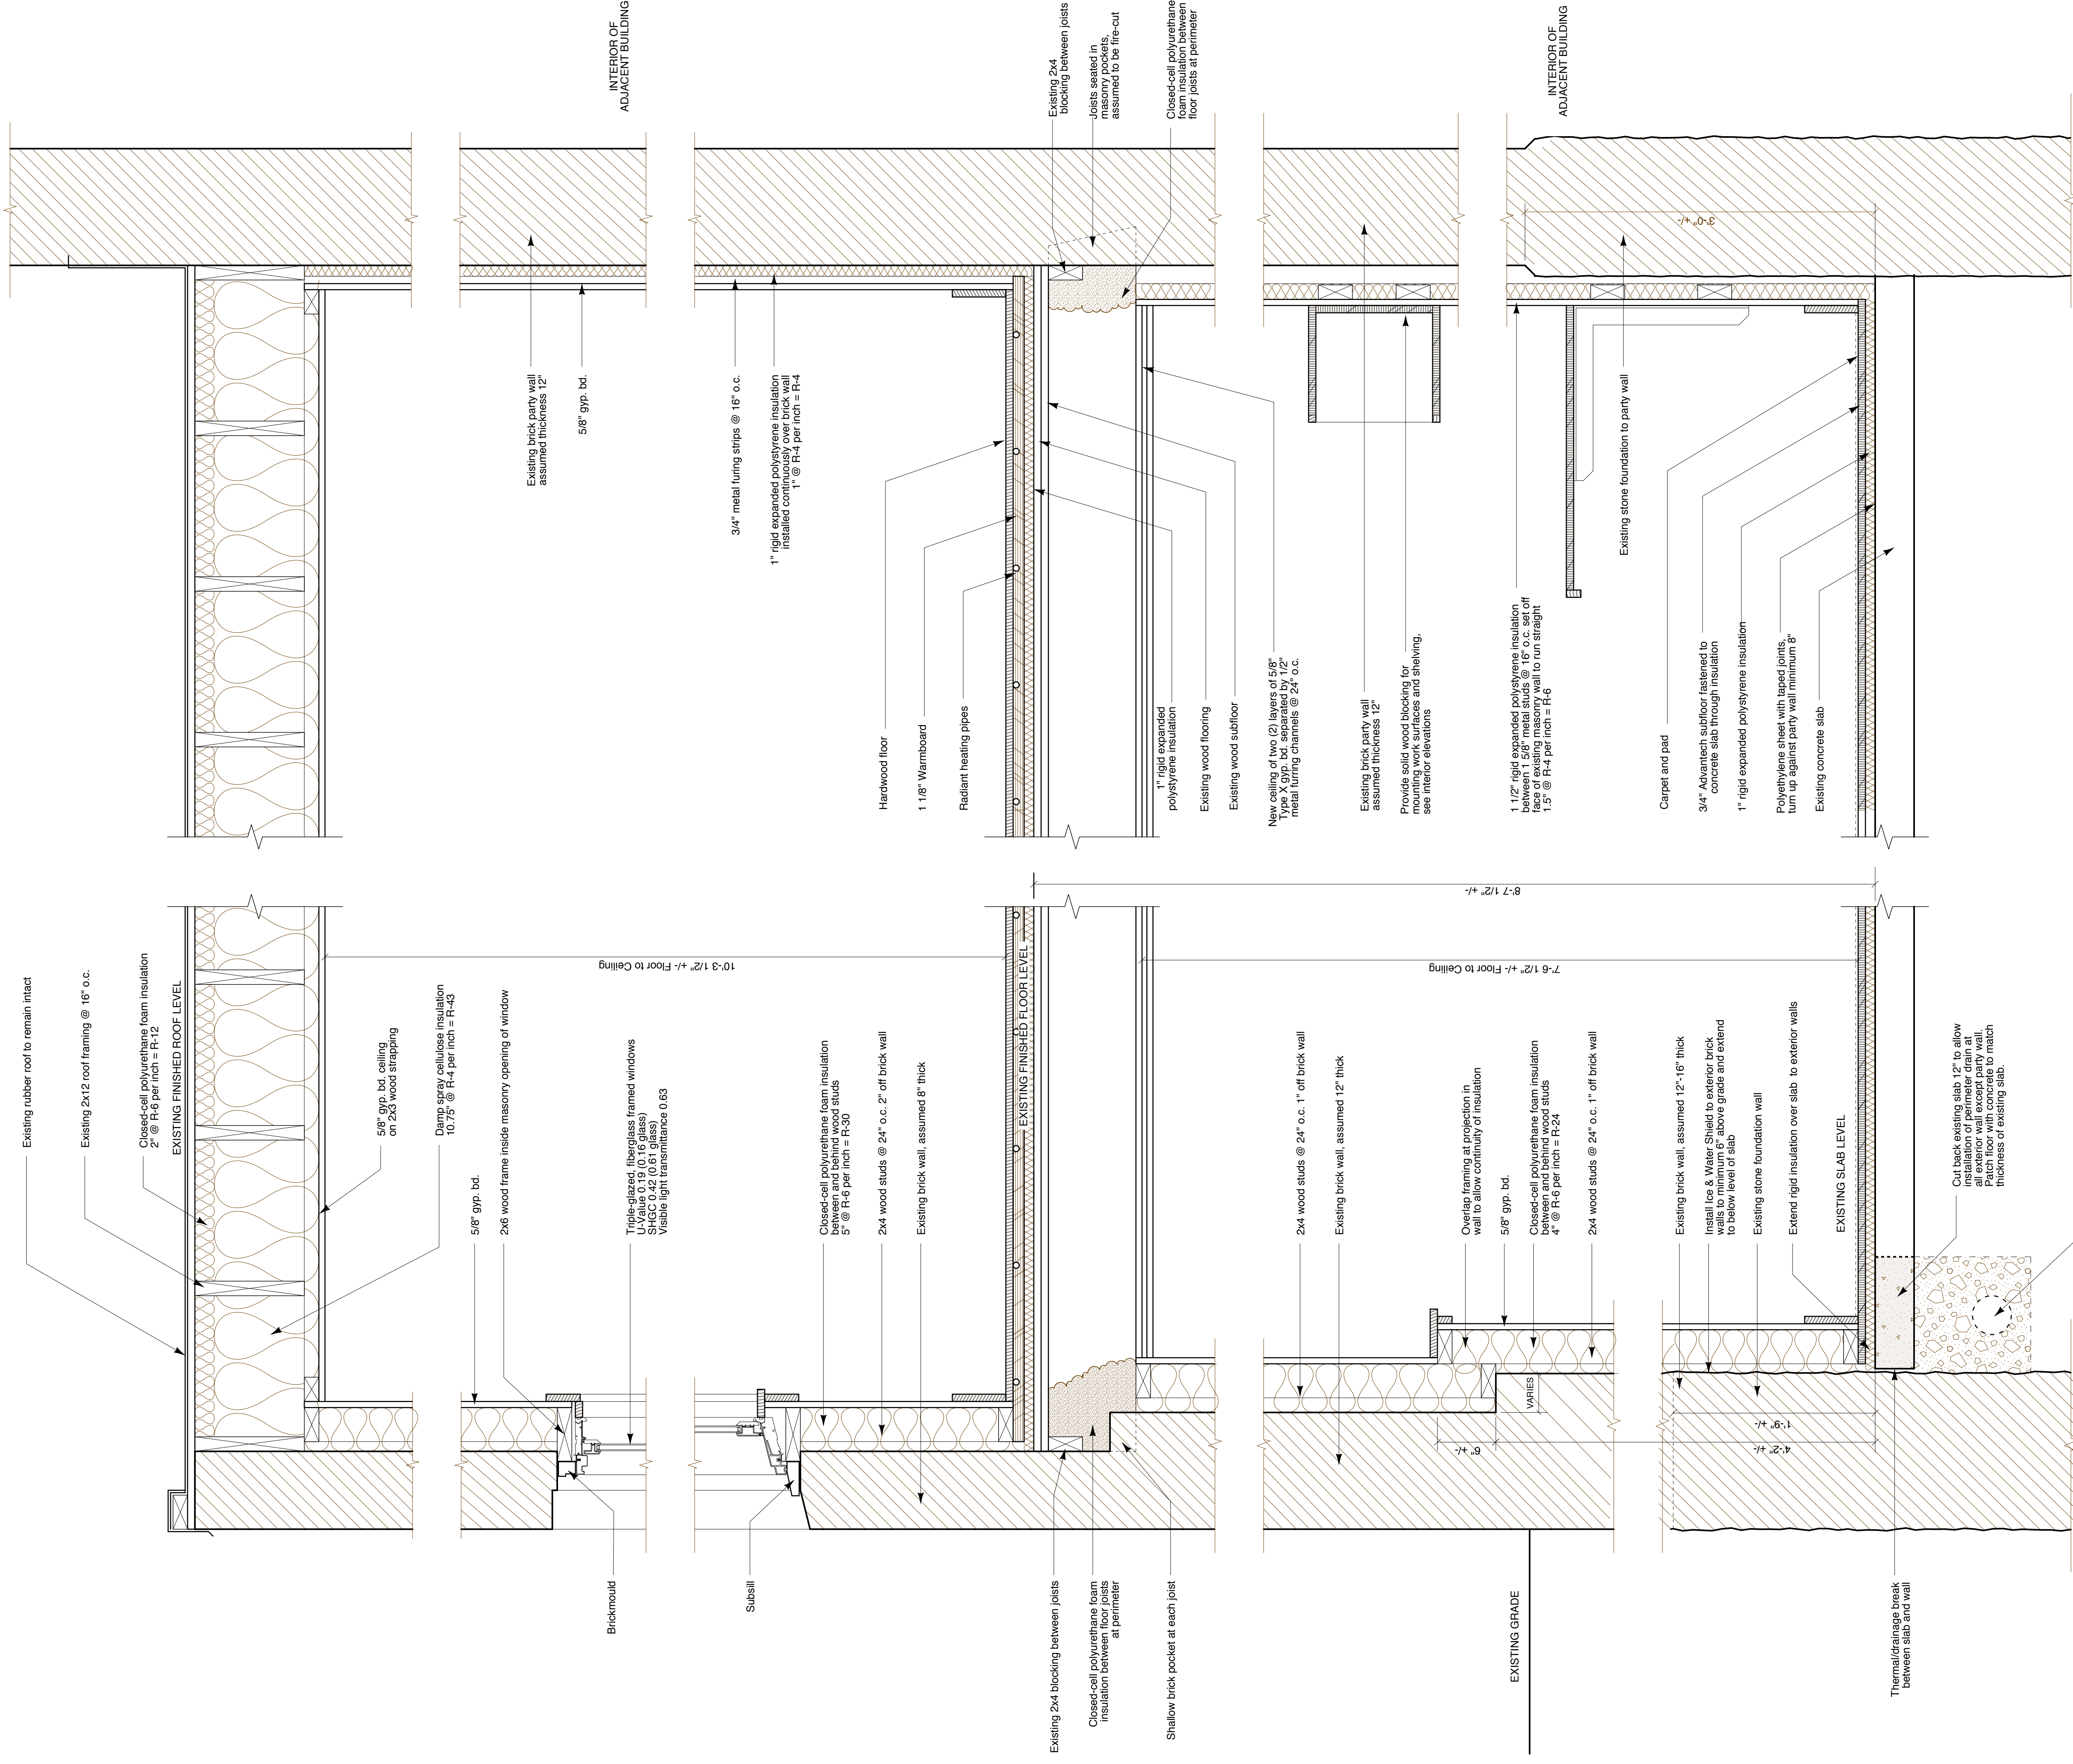 Existing rubber roof to remain intact
Existing 2x12 roof framing @ 16" o.c.
Closed-cell polyurethane foam insulation
2" @ R-6 per inch = R-12
EXISTING FINISHED ROOF LEVEL
5/8" gyp. bd. ceiling
on 2x3 wood strapping
Damp spray cellulose insulation
10.75" @ R-4 per inch = R-43
5/8" gyp. bd.
2x6 wood frame inside masonry opening of window
Triple-glazed, fiberglass framed windows
U-Value 0.19 (0.16 glass)
SHGC 0.42 (0.61 glass)
Visible light transmittance 0.63
10'-3 1/2" +/- Floor to Ceiling
Closed-cell polyurethane foam insulation
between and behind wood studs
5" @ R-6 per inch = R-30
2x4 wood studs @ 24" o.c. 2" off brick wall
Existing brick wall, assumed 8" thick
EXISTING FINISHED FLOOR LEVEL
8'-7 1/2" +/-
7'-6 1/2" +/- Floor to Ceiling
2x4 wood studs @ 24" o.c. 1" off brick wall
Existing brick wall, assumed 12" thick
Overlap framing at projection in
wall to allow continuity of insulation
5/8" gyp. bd.
Closed-cell polyurethane foam insulation
between and behind wood studs
4" @ R-6 per inch = R-24
2x4 wood studs @ 24" o.c. 1" off brick wall
VARIES
6" +/-
4'-2" +/-
1'-9" +/-
Existing brick wall, assumed 12"-16" thick
Install Ice & Water Shield to exterior brick
walls to minimum 6" above grade and extend
to below level of slab
Existing stone foundation wall
Extend rigid insulation over slab to exterior walls
EXISTING SLAB LEVEL
Cut back existing slab 12" to allow
installation of perimeter drain at
all exterior wall except party wall.
Patch floor with concrete to match
thickness of existing slab.
Brickmould
Subsill
Existing 2x4 blocking between joists
Closed-cell polyurethane foam
insulation between floor joists
at perimeter
Shallow brick pocket at each joist
EXISTING GRADE
Thermal/drainage break
between slab and wall
INTERIOR OF
ADJACENT BUILDING
Existing brick party wall
assumed thickness 12"
5/8" gyp. bd.
3/4" metal furing strips @ 16" o.c.
1" rigid expanded polystyrene insulation
installed continuously over brick wall
1" @ R-4 per inch = R-4
Existing 2x4
blocking between joists
Joists seated in
masonry pockets,
assumed to be fire-cut
Closed-cell polyurethane
foam insulation between
floor joists at perimeter
Hardwood floor
1 1/8" Warmboard
Radiant heating pipes
1" rigid expanded
polystyrene insulation
Existing wood flooring
Existing wood subfloor
New ceiling of two (2) layers of 5/8"
Type X gyp. bd. separated by 1/2"
metal furring channels @ 24" o.c.
Existing brick party wall
assumed thickness 12"
Provide solid wood blocking for
mounting work surfaces and shelving,
see interior elevations
INTERIOR OF
ADJACENT BUILDING
3'-0" +/-
1 1/2" rigid expanded polystyrene insulation
between 1 5/8" metal studs @ 16" o.c. set off
face of existing masonry wall to run straight
1.5" @ R-4 per inch = R-6
Existing stone foundation to party wall
Carpet and pad
3/4" Advantech subfloor fastened to
concrete slab through insulation
1" rigid expanded polystyrene insulation
Polyethylene sheet with taped joints,
turn up against party wall minimum 8"
Existing concrete slab